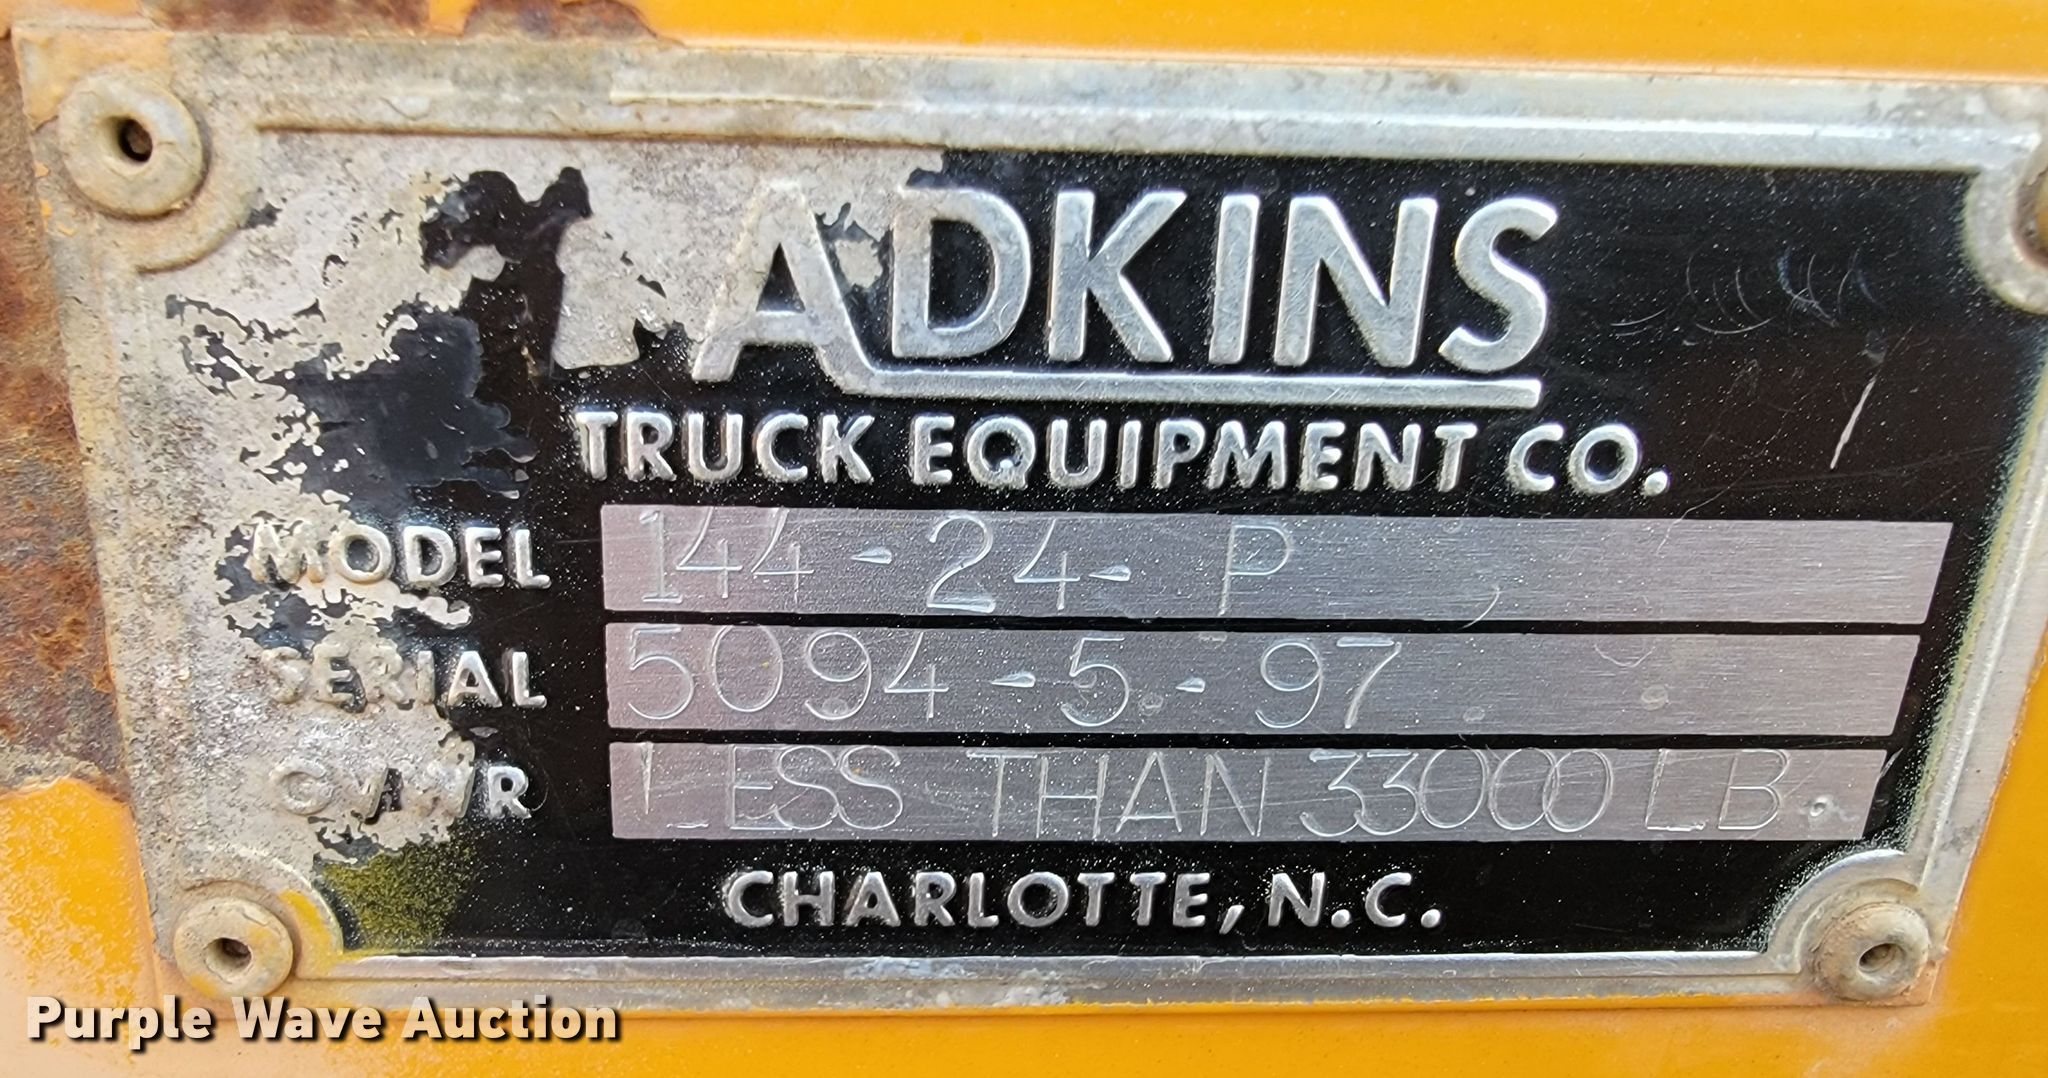 ADKINS
TRUCK EQUIPMENT CO.
MODEL 144-24-P
SERIAL 5094-5-97
GVWR LESS THAN 33000 LB.
CHARLOTTE, N.C.
Purple Wave Auction